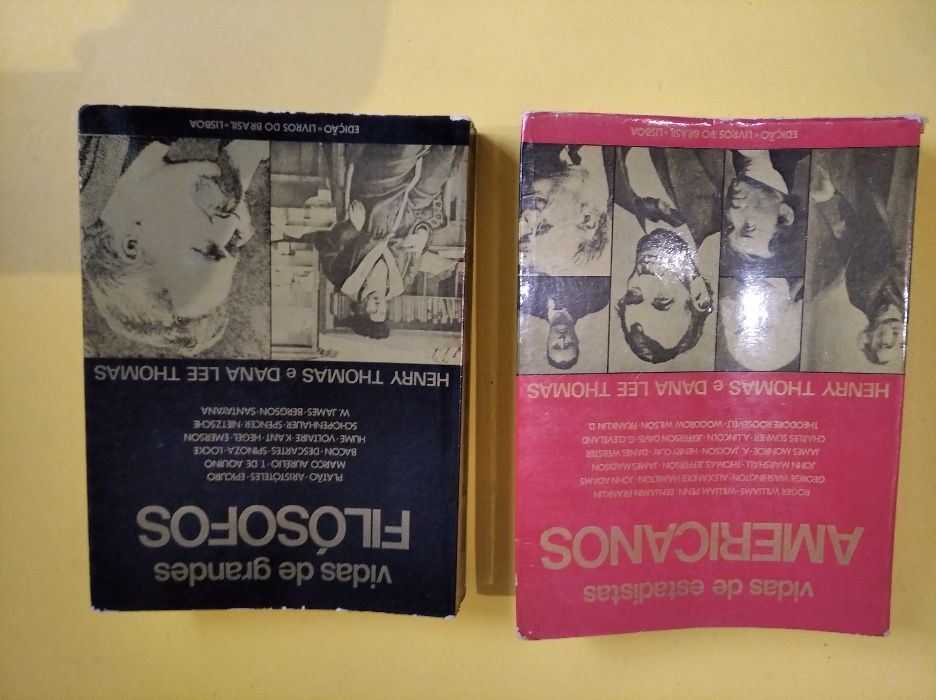 vidas de grandes
FILÓSOFOS
PLATÃO · ARISTÓTELES · EPICURO
MARCO AURÉLIO · T. DE AQUINO
BACON · DESCARTES · SPINOZA · LOCKE
HUME · VOLTAIRE · KANT · HEGEL · EMERSON
SCHOPENHAUER · SPENCER · NIETZSCHE
W. JAMES · BERGSON · SANTAYANA
HENRY THOMAS e DANA LEE THOMAS
EDIÇÃO «LIVROS DO BRASIL» LISBOA
vidas de estadistas
AMERICANOS
ROGER WILLIAMS · WILLIAM PENN · BENJAMIN FRANKLIN
GEORGE WASHINGTON · ALEXANDER HAMILTON · JOHN ADAMS
JOHN MARSHALL · THOMAS JEFFERSON · JAMES MADISON
JAMES MONROE · A. JACKSON · HENRY CLAY · DANIEL WEBSTER
CHARLES SUMNER · A. LINCOLN · JEFFERSON DAVIS · G. CLEVELAND
THEODORE ROOSEVELT · WOODROW WILSON · FRANKLIN D.
HENRY THOMAS e DANA LEE THOMAS
EDIÇÃO «LIVROS DO BRASIL» LISBOA